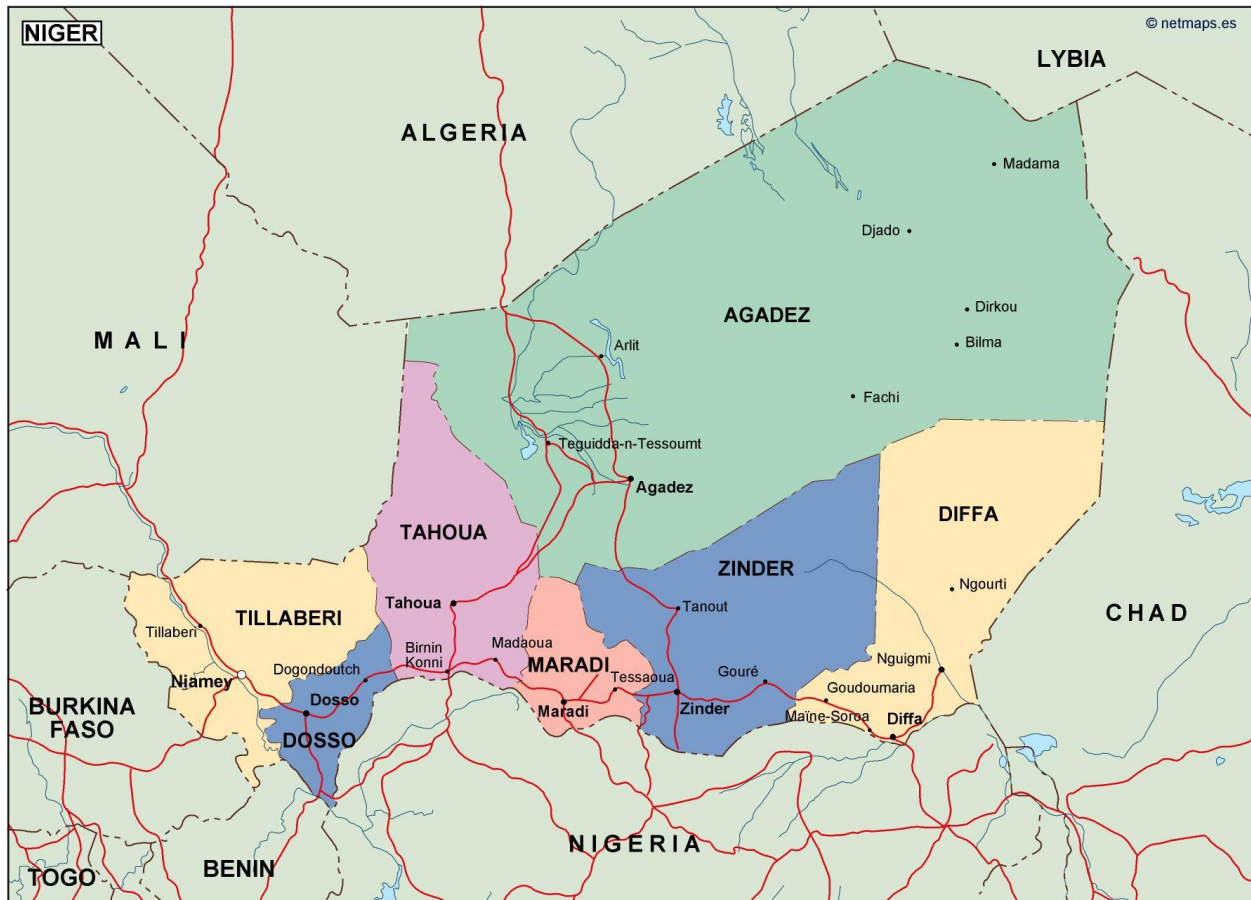 NIGER
© netmaps.es
LYBIA
ALGERIA
Madama
Djado
AGADEZ
Dirkou
MALI
Arlit
Bilma
Fachi
Teguidda-n-Tessoumt
Agadez
DIFFA
TAHOUA
ZINDER
Ngourti
Tahoua
Tanout
CHAD
TILLABERI
Tillaberi
Birnin
Konni
Madaoua
MARADI
Nguigmi
Dogondoutch
Tessaoua
Gouré
Niamey
Goudoumaria
Dosso
BURKINA
FASO
Maradi
Zinder
Maïne-Soroa
Diffa
DOSSO
NIGERIA
BENIN
TOGO